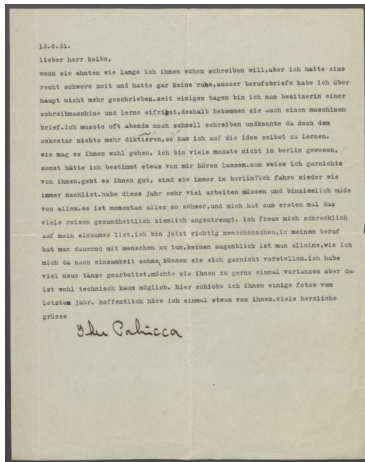 13.6.31.
lieber herr kolbe,
wenn sie ahnten wie lange ich ihnen schon schreiben will,aber ich hatte eine
recht schwere zeit und hatte gar keine ruhe,ausser berufsbriefe habe ich über
haupt nicht mehr geschrieben.seit einigen tagen bin ich nun besitzerin einer
schreibmaschine und lerne eifrigst,deshalb bekommen sie auch einen maschinen
brief.ich musste oft abends noch schnell schreiben undkonnte da doch dem
sekretär nichts mehr diktieren,so kam ich auf die idee selbst zu lernen.
wie mag es ihnen wohl gehen. ich bin viele monate nicht in berlin gewesen,
sonst hätte ich bestimmt etwas von mir hören lassen.nun weiss ich garnichts
von ihnen.geht es ihnen gut, sind sie immer in berlin?ich fahre wieder wie
immer nachlist.habe diese jahr sehr viel arbeiten müssen und binziemlich müde
von allem.es ist momentan alles so schwer,und mich hat zum ersten mal das
viele reisen gesundheitlich ziemlich angestrengt. ich freue mich schrecklich
auf mein einsames list,ich bin jetzt richtig menschenscheu,in meinem beruf
hat man dauernd mit menschen zu tun,keinen augenblick ist man alleine,wie ich
mich da nach einsamkeit sehne,können sie sich garnicht vorstellen.ich habe
viel neue tänze gearbeitet,möchte sie ihnen zu gerne einmal vortanzen aber das
ist wohl technisch kaum möglich. hier schicke ich ihnen einige fotos vom
letztem jahr. hoffentlich höre ich einmal etwas von ihnen.viele herzliche
grüsse
Ihre Palucca